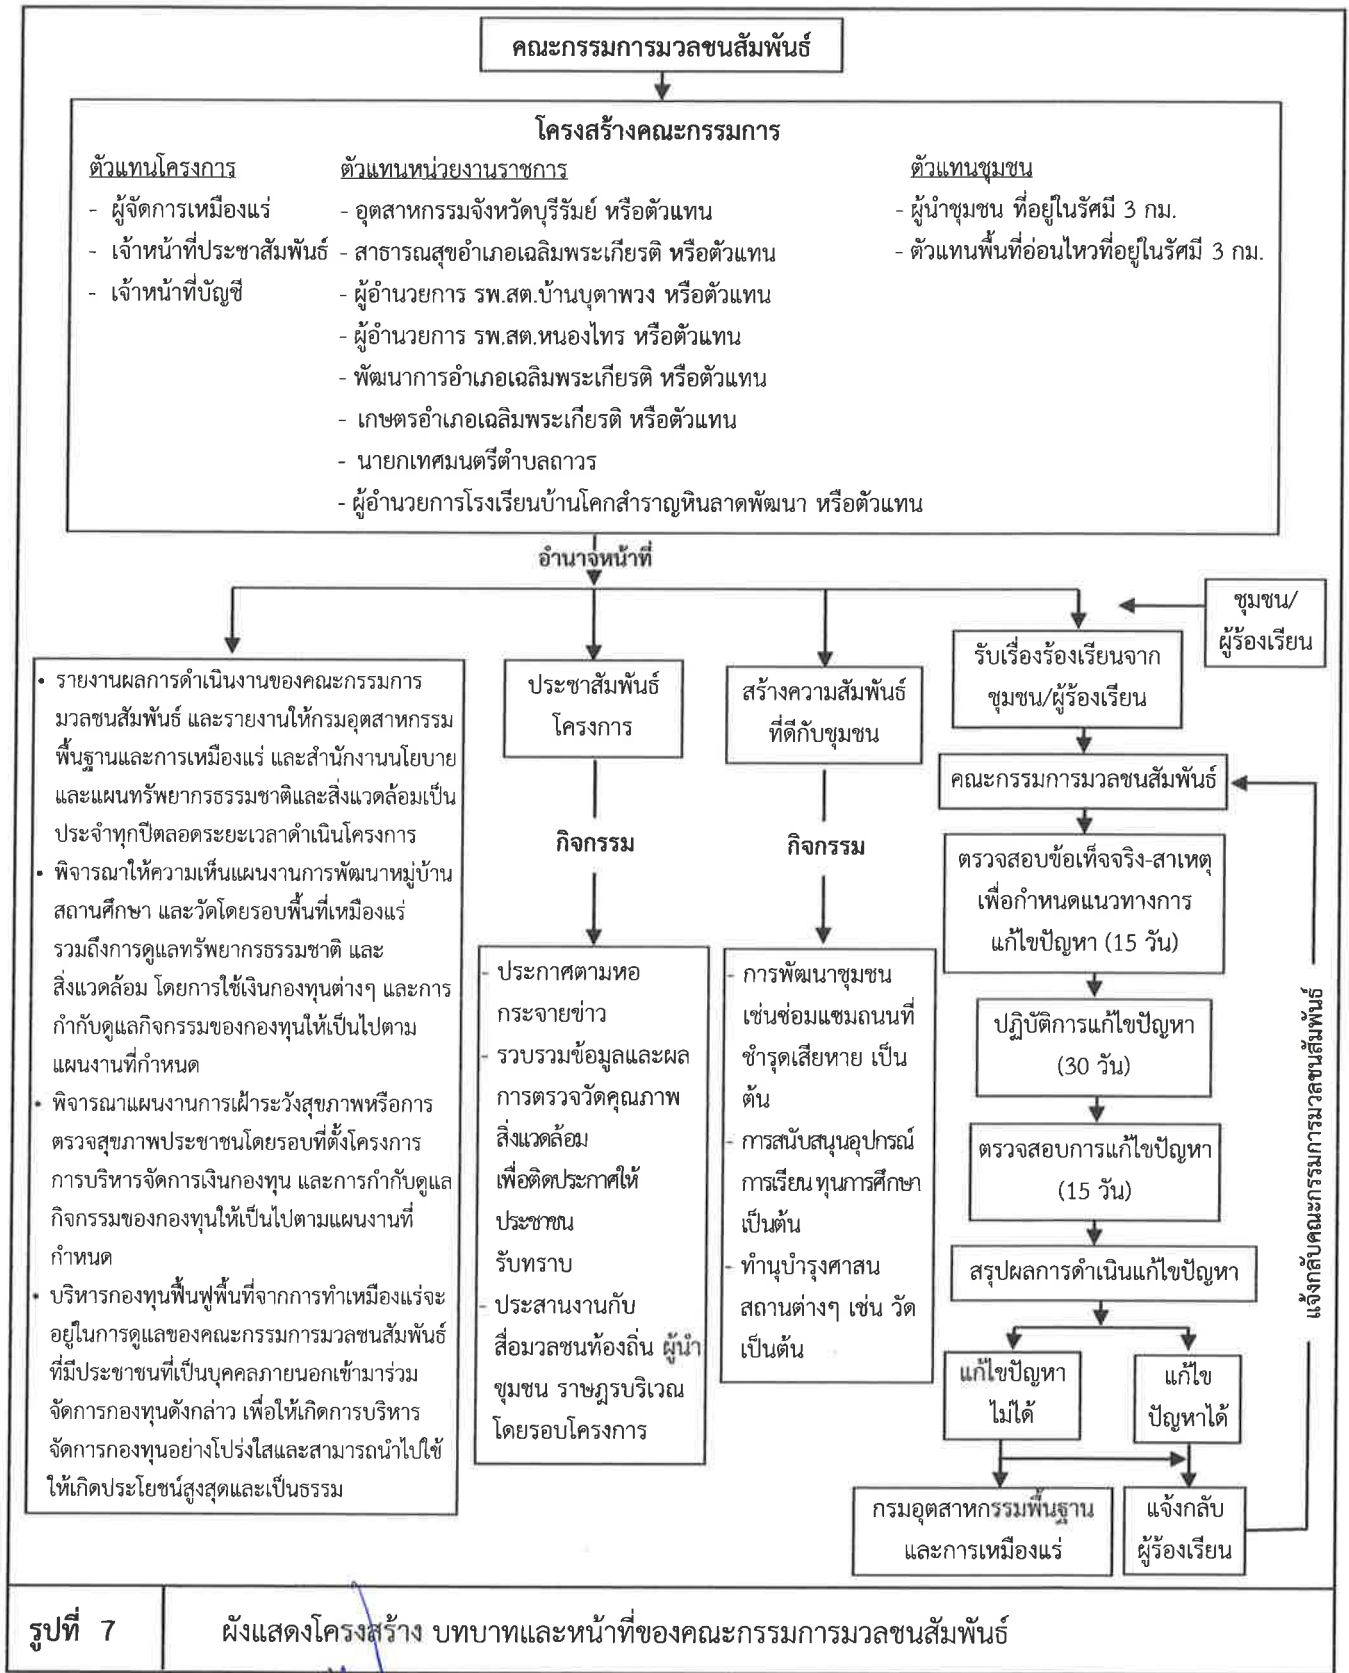 คณะกรรมการมวลชนสัมพันธ์
โครงสร้างคณะกรรมการ
ตัวแทนโครงการ
- ผู้จัดการเหมืองแร่
- เจ้าหน้าที่ประชาสัมพันธ์
- เจ้าหน้าที่บัญชี
ตัวแทนหน่วยงานราชการ
- อุตสาหกรรมจังหวัดบุรีรัมย์ หรือตัวแทน
- สาธารณสุขอำเภอเฉลิมพระเกียรติ หรือตัวแทน
- ผู้อำนวยการ รพ.สต.บ้านบุตาพวง หรือตัวแทน
- ผู้อำนวยการ รพ.สต.หนองไทร หรือตัวแทน
- พัฒนาการอำเภอเฉลิมพระเกียรติ หรือตัวแทน
- เกษตรอำเภอเฉลิมพระเกียรติ หรือตัวแทน
- นายกเทศมนตรีตำบลถาวร
- ผู้อำนวยการโรงเรียนบ้านโคกสำราญหินลาดพัฒนา หรือตัวแทน
ตัวแทนชุมชน
- ผู้นำชุมชน ที่อยู่ในรัศมี 3 กม.
- ตัวแทนพื้นที่อ่อนไหวที่อยู่ในรัศมี 3 กม.
อำนาจหน้าที่
• รายงานผลการดำเนินงานของคณะกรรมการ
มวลชนสัมพันธ์ และรายงานให้กรมอุตสาหกรรม
พื้นฐานและการเหมืองแร่ และสำนักงานนโยบาย
และแผนทรัพยากรธรรมชาติและสิ่งแวดล้อมเป็น
ประจำทุกปีตลอดระยะเวลาดำเนินโครงการ
• พิจารณาให้ความเห็นแผนงานการพัฒนาหมู่บ้าน
สถานศึกษา และวัดโดยรอบพื้นที่เหมืองแร่
รวมถึงการดูแลทรัพยากรธรรมชาติ และ
สิ่งแวดล้อม โดยการใช้เงินกองทุนต่างๆ และการ
กำกับดูแลกิจกรรมของกองทุนให้เป็นไปตาม
แผนงานที่กำหนด
• พิจารณาแผนงานการเฝ้าระวังสุขภาพหรือการ
ตรวจสุขภาพประชาชนโดยรอบที่ตั้งโครงการ
การบริหารจัดการเงินกองทุน และการกำกับดูแล
กิจกรรมของกองทุนให้เป็นไปตามแผนงานที่
กำหนด
• บริหารกองทุนฟื้นฟูพื้นที่จากการทำเหมืองแร่จะ
อยู่ในการดูแลของคณะกรรมการมวลชนสัมพันธ์
ที่มีประชาชนที่เป็นบุคคลภายนอกเข้ามาร่วม
จัดการกองทุนดังกล่าว เพื่อให้เกิดการบริหาร
จัดการกองทุนอย่างโปร่งใสและสามารถนำไปใช้
ให้เกิดประโยชน์สูงสุดและเป็นธรรม
ประชาสัมพันธ์
โครงการ
กิจกรรม
- ประกาศตามหอ
กระจายข่าว
- รวบรวมข้อมูลและผล
การตรวจวัดคุณภาพ
สิ่งแวดล้อม
เพื่อติดประกาศให้
ประชาชน
รับทราบ
- ประสานงานกับ
สื่อมวลชนท้องถิ่น ผู้นำ
ชุมชน ราษฎรบริเวณ
โดยรอบโครงการ
สร้างความสัมพันธ์
ที่ดีกับชุมชน
กิจกรรม
- การพัฒนาชุมชน
เช่นซ่อมแซมถนนที่
ชำรุดเสียหาย เป็น
ต้น
- การสนับสนุนอุปกรณ์
การเรียน ทุนการศึกษา
เป็นต้น
- ทำนุบำรุงศาสน
สถานต่างๆ เช่น วัด
เป็นต้น
ชุมชน/
ผู้ร้องเรียน
รับเรื่องร้องเรียนจาก
ชุมชน/ผู้ร้องเรียน
คณะกรรมการมวลชนสัมพันธ์
ตรวจสอบข้อเท็จจริง-สาเหตุ
เพื่อกำหนดแนวทางการ
แก้ไขปัญหา (15 วัน)
ปฏิบัติการแก้ไขปัญหา
(30 วัน)
ตรวจสอบการแก้ไขปัญหา
(15 วัน)
สรุปผลการดำเนินแก้ไขปัญหา
แก้ไขปัญหา
ไม่ได้
แก้ไข
ปัญหาได้
กรมอุตสาหกรรมพื้นฐาน
และการเหมืองแร่
แจ้งกลับ
ผู้ร้องเรียน
แจ้งกลับคณะกรรมการมวลชนสัมพันธ์
รูปที่ 7
ผังแสดงโครงสร้าง บทบาทและหน้าที่ของคณะกรรมการมวลชนสัมพันธ์